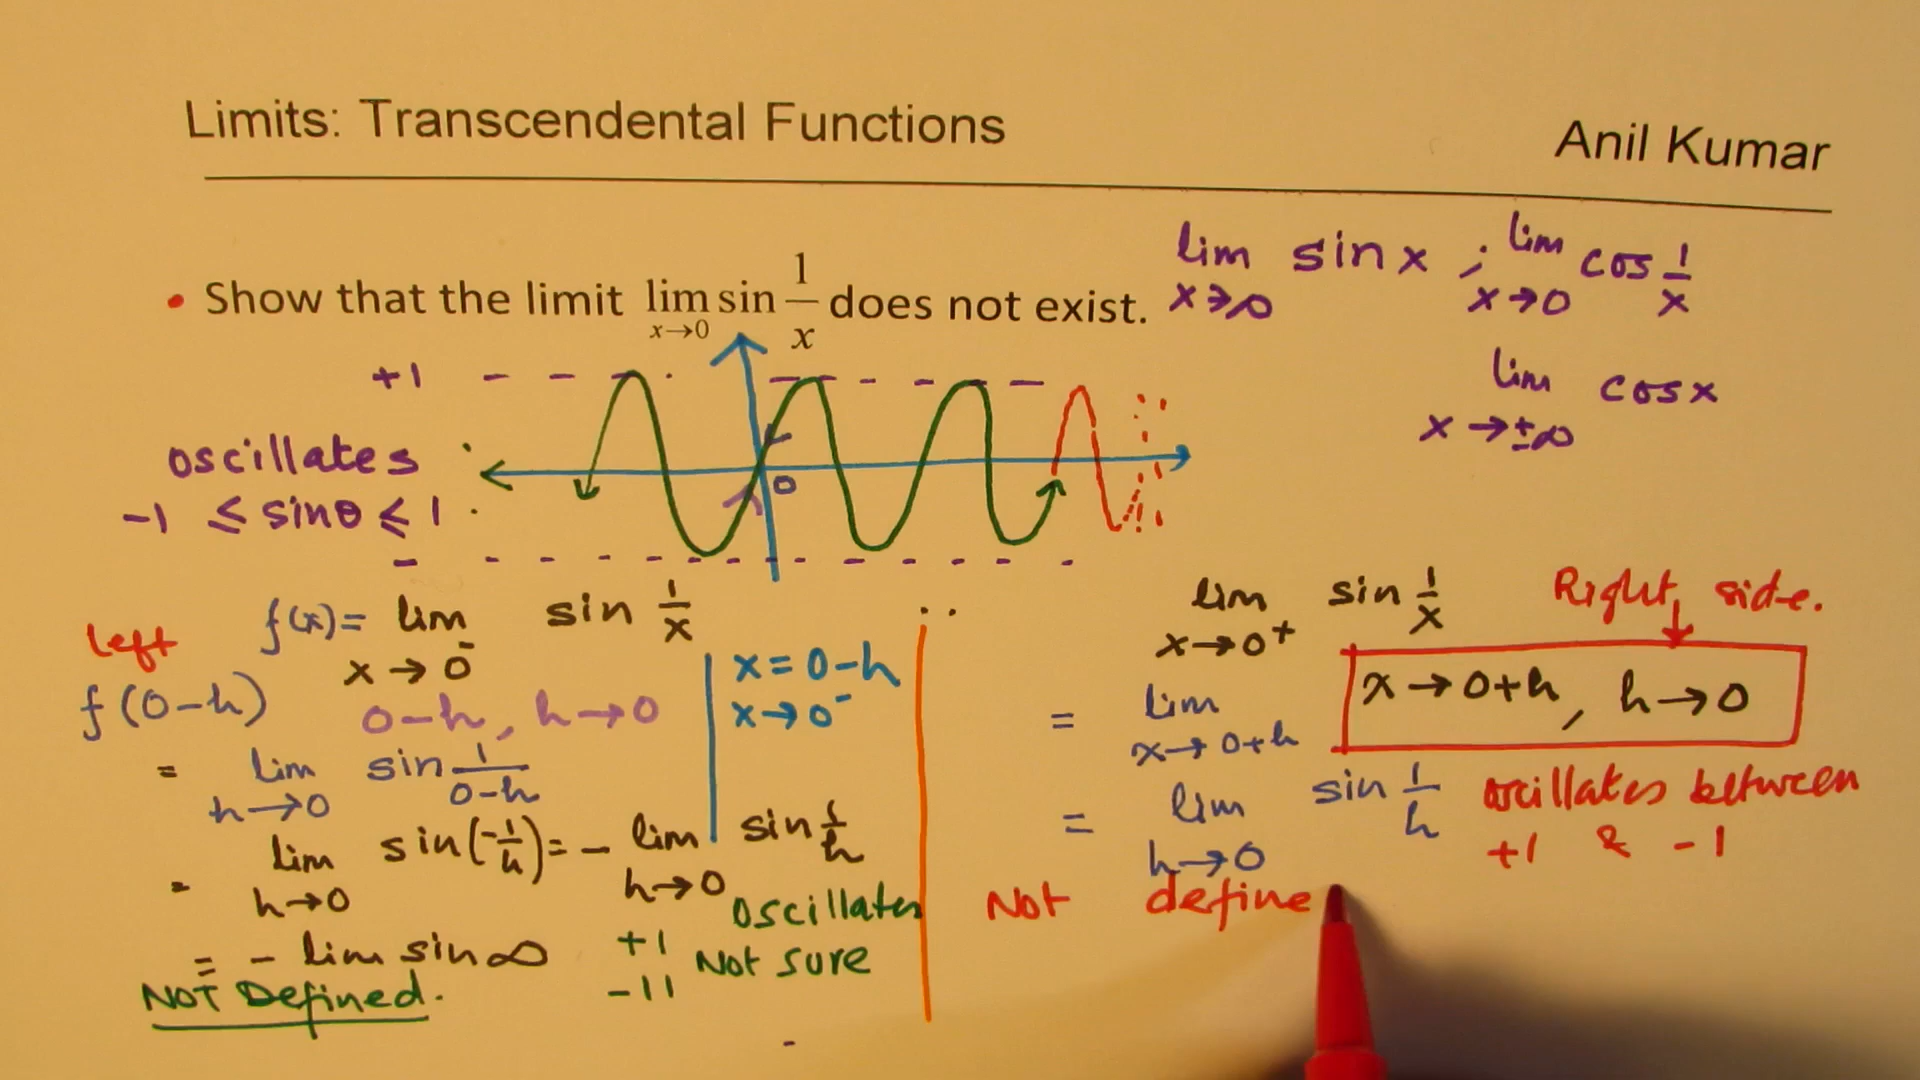 Limits: Transcendental Functions
Anil Kumar
• Show that the limit lim x→0 sin 1/x does not exist.
lim x→∞ sin x ; lim x→0 cos 1/x
lim x→±∞ cos x
+1
oscillates
-1 ≤ sinθ ≤ 1
0
left
f(x) = lim x→0⁻ sin 1/x
f(0-h)
0-h, h→0
x = 0-h
x→0⁻
= lim h→0 sin 1/(0-h)
= lim h→0 sin(-1/h) = - lim h→0 sin 1/h
oscillates
= - lim sin ∞
+1
-11
Not sure
NOT Defined.
lim x→0⁺ sin 1/x
Right side.
x→0+h, h→0
= lim x→0+h
= lim h→0 sin 1/h
oscillates between
+1 & -1
Not define